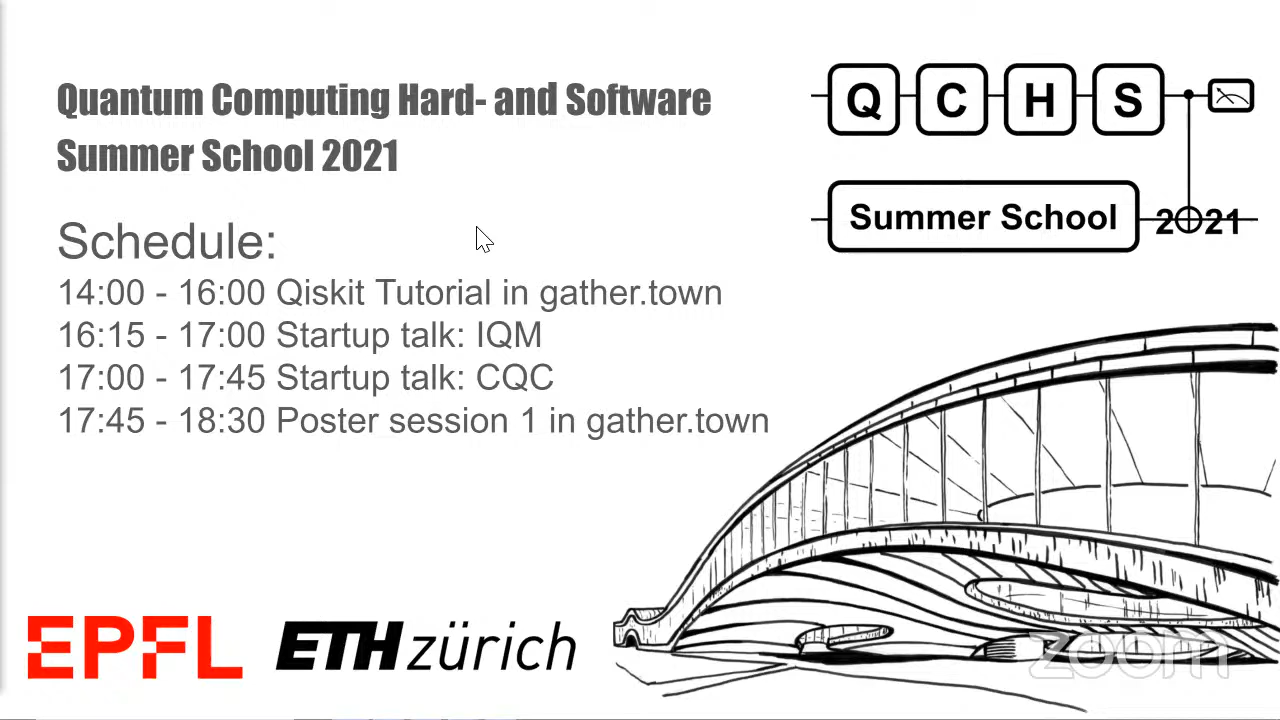 Quantum Computing Hard- and Software
Summer School 2021
Q C H S
Summer School 2021
Schedule:
14:00 - 16:00 Qiskit Tutorial in gather.town
16:15 - 17:00 Startup talk: IQM
17:00 - 17:45 Startup talk: CQC
17:45 - 18:30 Poster session 1 in gather.town
EPFL ETH zürich
zoom